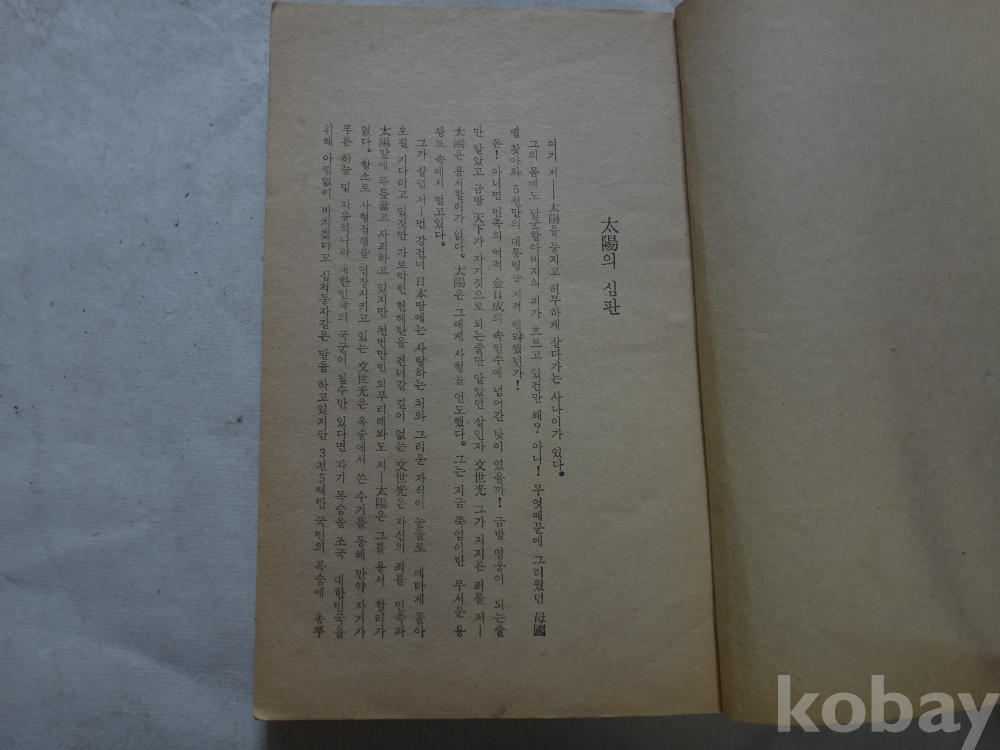 太陽의 심판
여기 저―太陽을 등지고 허무하게 살다가는 사나이가 있다.
그의 몸에도 단군할아버지의 피가 흐르고 있건만 왜? 아니! 무엇때문에 그리웠던 母國
엘 찾아와 5천만의 대통령을 저격 했던가!
돈! 아니면 민족의 역적 金日成의 속임수에 넘어간 탓이 였을까! 금방 영웅이 되는줄
만 알았고 금방 天下가 자기것으로 되는줄만 알았던 살인자 文世光 그가 저지른 罪를 저―
太陽은 용서할리가 없다. 太陽은 그에게 사형을 인도했다. 그는 지금 죽엄이란 무서운 용
광로 속에서 떨고있다.
그가 살던 저―먼 강건너 日本땅에는 사랑하는 처와 그리운 자식이 눈물로 애타게 돌아
오길 기다리고 있것만 가로막힌 현해탄을 건너갈 길이 없는 文世光은 자신의 罪를 민족과
太陽앞에 무릎꿇고 사죄하고 있지만 천번만번 되푸리해봐도 저―太陽은 그를 용서 할리가
없다. 항소로 사형집행을 연장시키고 있는 文世光은 옥중에서 쓴 수기를 통해 만약 자기가
푸른 하늘 밑 자유의나라 대한민국의 국군이 될수만 있다면 자기 목숨을 조국 대한민국을
위해 아낌없이 바치겠다고 삼척동자같은 말을 하고있지만 3천5백만 국민의 목숨에 총뿌
kobay